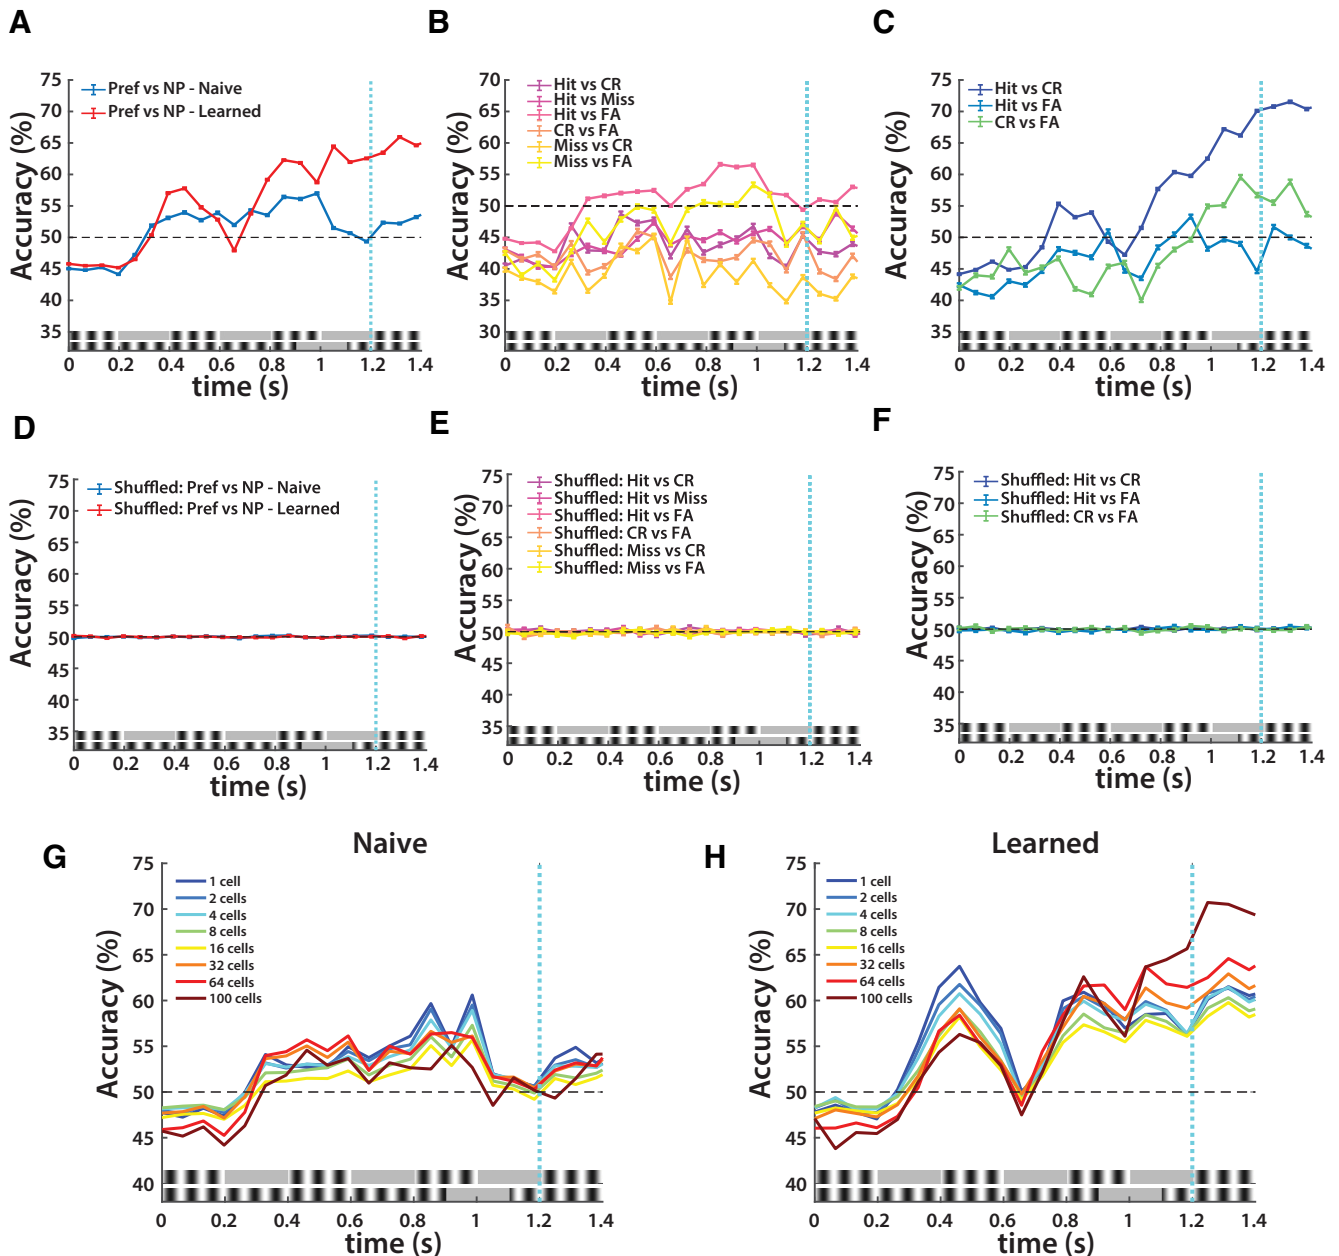 A
75
70
65
60
55
50
45
40
35
Accuracy (%)
Pref vs NP - Naive
Pref vs NP - Learned
0 0.2 0.4 0.6 0.8 1 1.2 1.4
time (s)
B
70
65
60
55
50
45
40
35
30
Accuracy (%)
Hit vs CR
Hit vs Miss
Hit vs FA
CR vs FA
Miss vs CR
Miss vs FA
0 0.2 0.4 0.6 0.8 1 1.2 1.4
time (s)
C
75
70
65
60
55
50
45
40
35
Accuracy (%)
Hit vs CR
Hit vs FA
CR vs FA
0 0.2 0.4 0.6 0.8 1 1.2 1.4
time (s)
D
75
70
65
60
55
50
45
40
35
Accuracy (%)
Shuffled: Pref vs NP - Naive
Shuffled: Pref vs NP - Learned
0 0.2 0.4 0.6 0.8 1 1.2 1.4
time (s)
E
75
70
65
60
55
50
45
40
35
Accuracy (%)
Shuffled: Hit vs CR
Shuffled: Hit vs Miss
Shuffled: Hit vs FA
Shuffled: CR vs FA
Shuffled: Miss vs CR
Shuffled: Miss vs FA
0 0.2 0.4 0.6 0.8 1 1.2 1.4
time (s)
F
75
70
65
60
55
50
45
40
35
Accuracy (%)
Shuffled: Hit vs CR
Shuffled: Hit vs FA
Shuffled: CR vs FA
0 0.2 0.4 0.6 0.8 1 1.2 1.4
time (s)
G
Naive
75
70
65
60
55
50
45
40
Accuracy (%)
1 cell
2 cells
4 cells
8 cells
16 cells
32 cells
64 cells
100 cells
0 0.2 0.4 0.6 0.8 1 1.2 1.4
time (s)
H
Learned
75
70
65
60
55
50
45
40
Accuracy (%)
1 cell
2 cells
4 cells
8 cells
16 cells
32 cells
64 cells
100 cells
0 0.2 0.4 0.6 0.8 1 1.2 1.4
time (s)